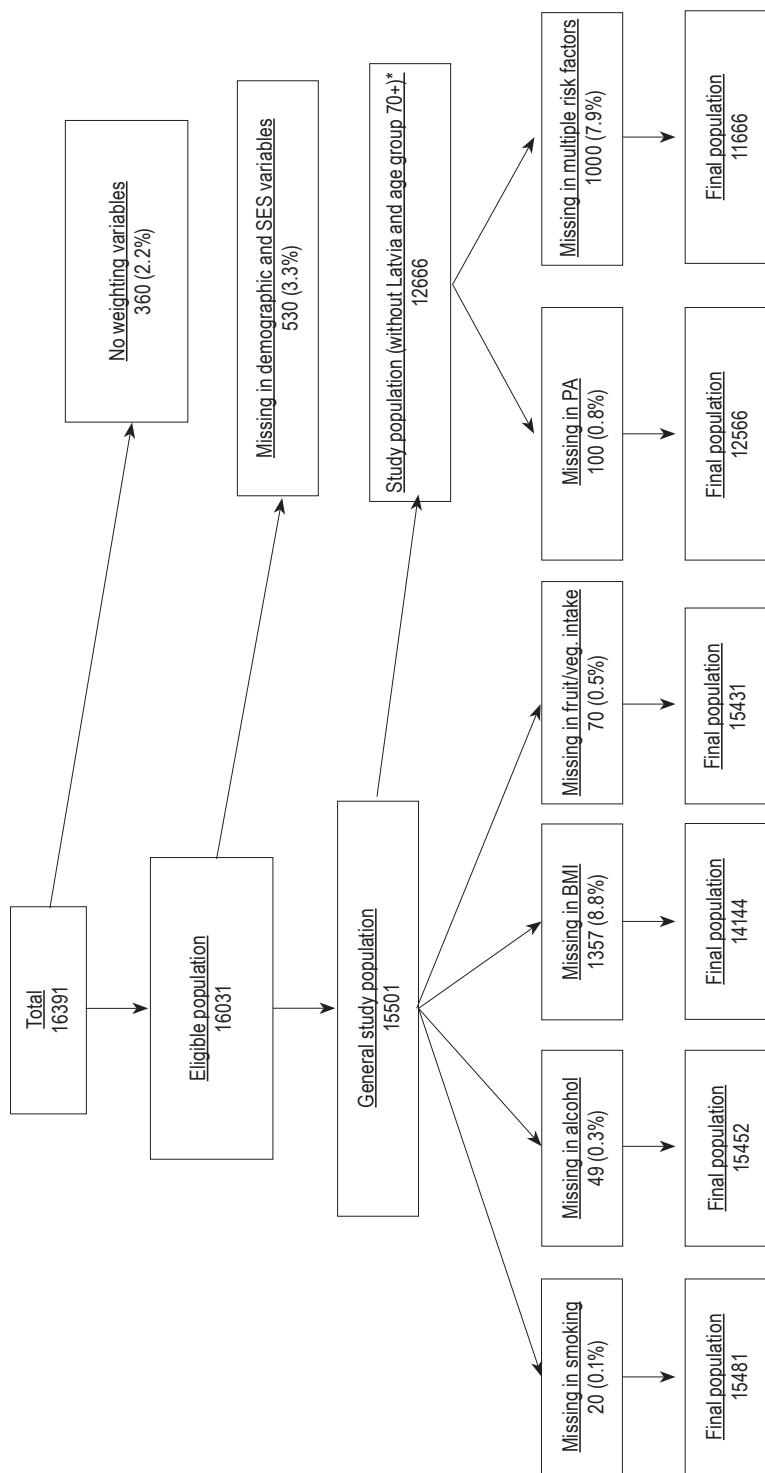 Total
16391
No weighting variables
360 (2.2%)
Eligible population
16031
Missing in demographic and SES variables
530 (3.3%)
General study population
15501
Study population (without Latvia and age group 70+)*
12666
Missing in smoking
20 (0.1%)
Missing in alcohol
49 (0.3%)
Missing in BMI
1357 (8.8%)
Missing in fruit/veg. intake
70 (0.5%)
Missing in PA
100 (0.8%)
Missing in multiple risk factors
1000 (7.9%)
Final population
15481
Final population
15452
Final population
14144
Final population
15431
Final population
12566
Final population
11666